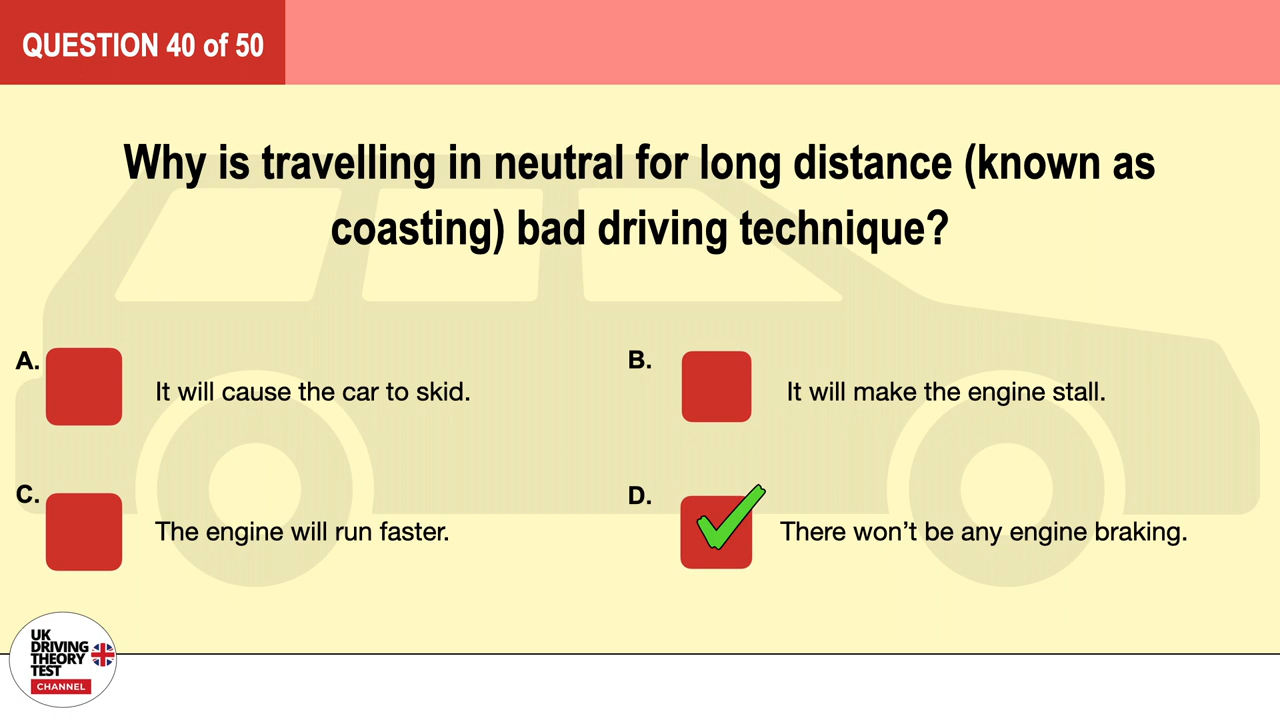 QUESTION 40 of 50
Why is travelling in neutral for long distance (known as
coasting) bad driving technique?
A.
It will cause the car to skid.
B.
It will make the engine stall.
C.
The engine will run faster.
D.
There won’t be any engine braking.
UK
DRIVING
THEORY
TEST
CHANNEL